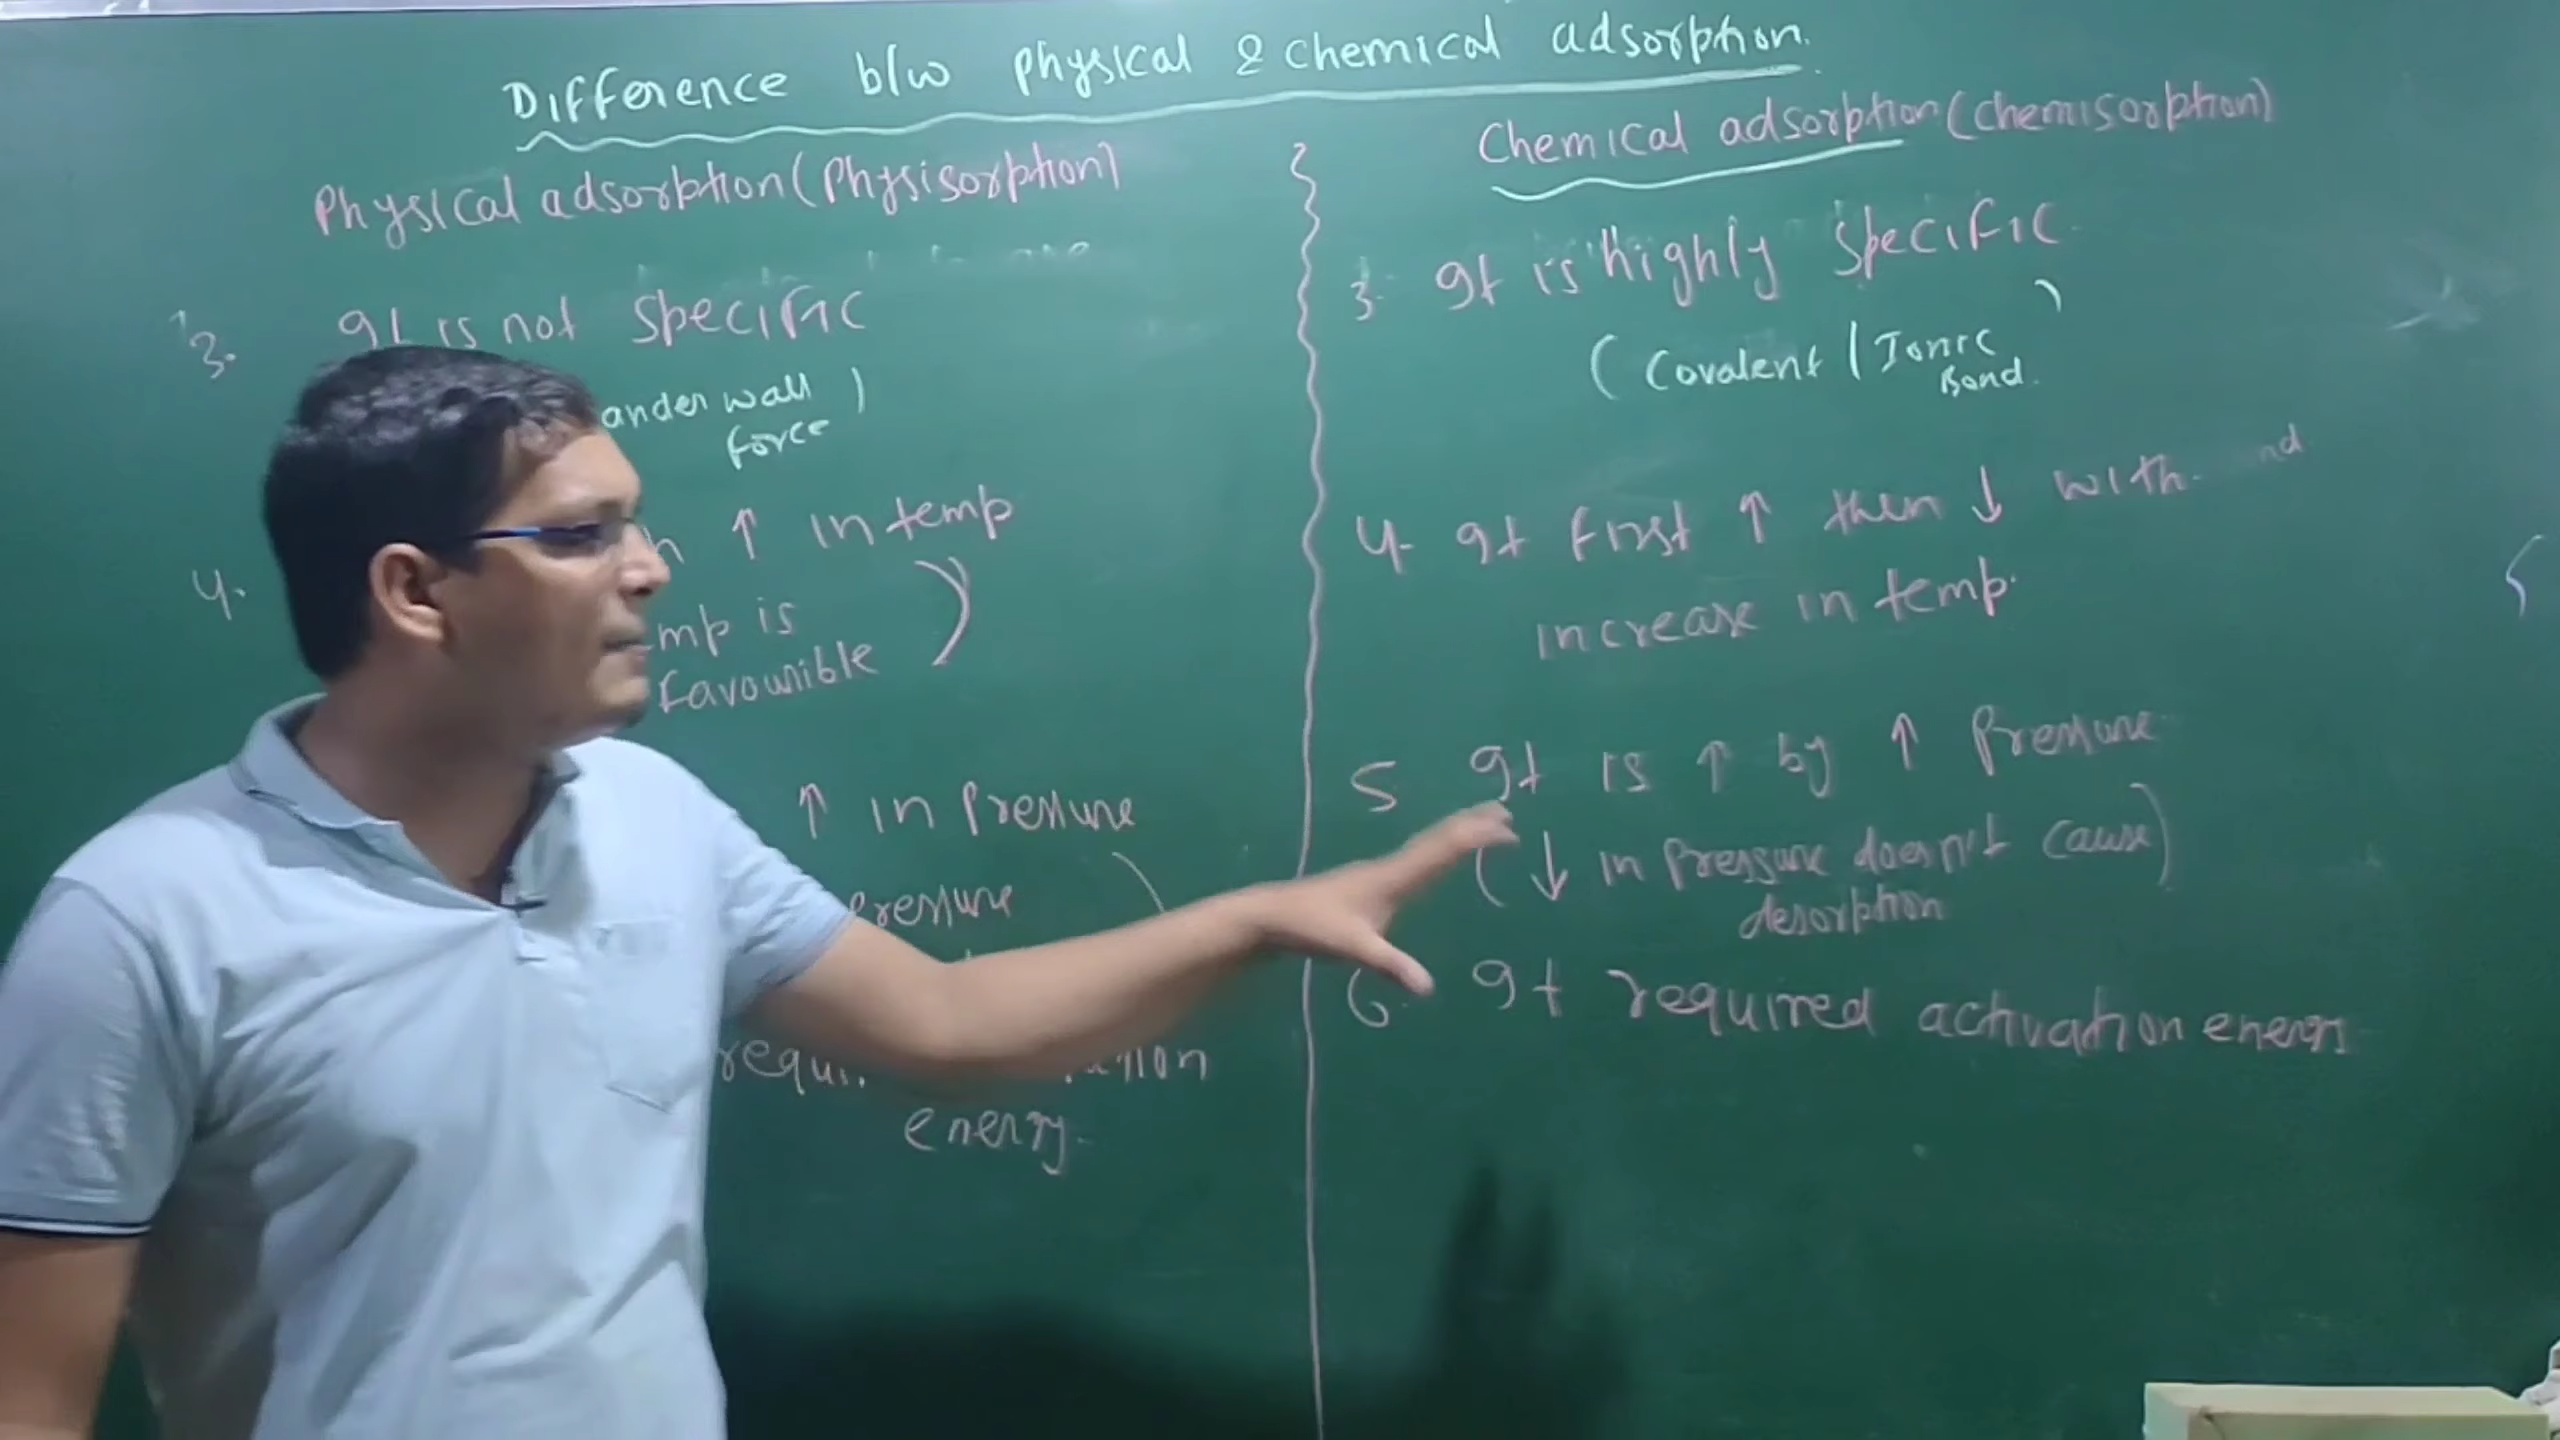 Difference b/w Physical & chemical adsorption.
Physical adsorption (Physisorption)
3. It is not specific
ander wall )
force
4. ↑ in temp
mp is )
favourible
↑ in Pressure
Pressure )
energy.
Chemical adsorption (Chemisorption)
3. It is highly specific
( Covalent / Ionic )
Bond.
4. It first ↑ then ↓ with
increase in temp.
5 It is ↑ by ↑ Pressure
( ↓ in Pressure doesn't cause )
desorption
6. It required activation energy